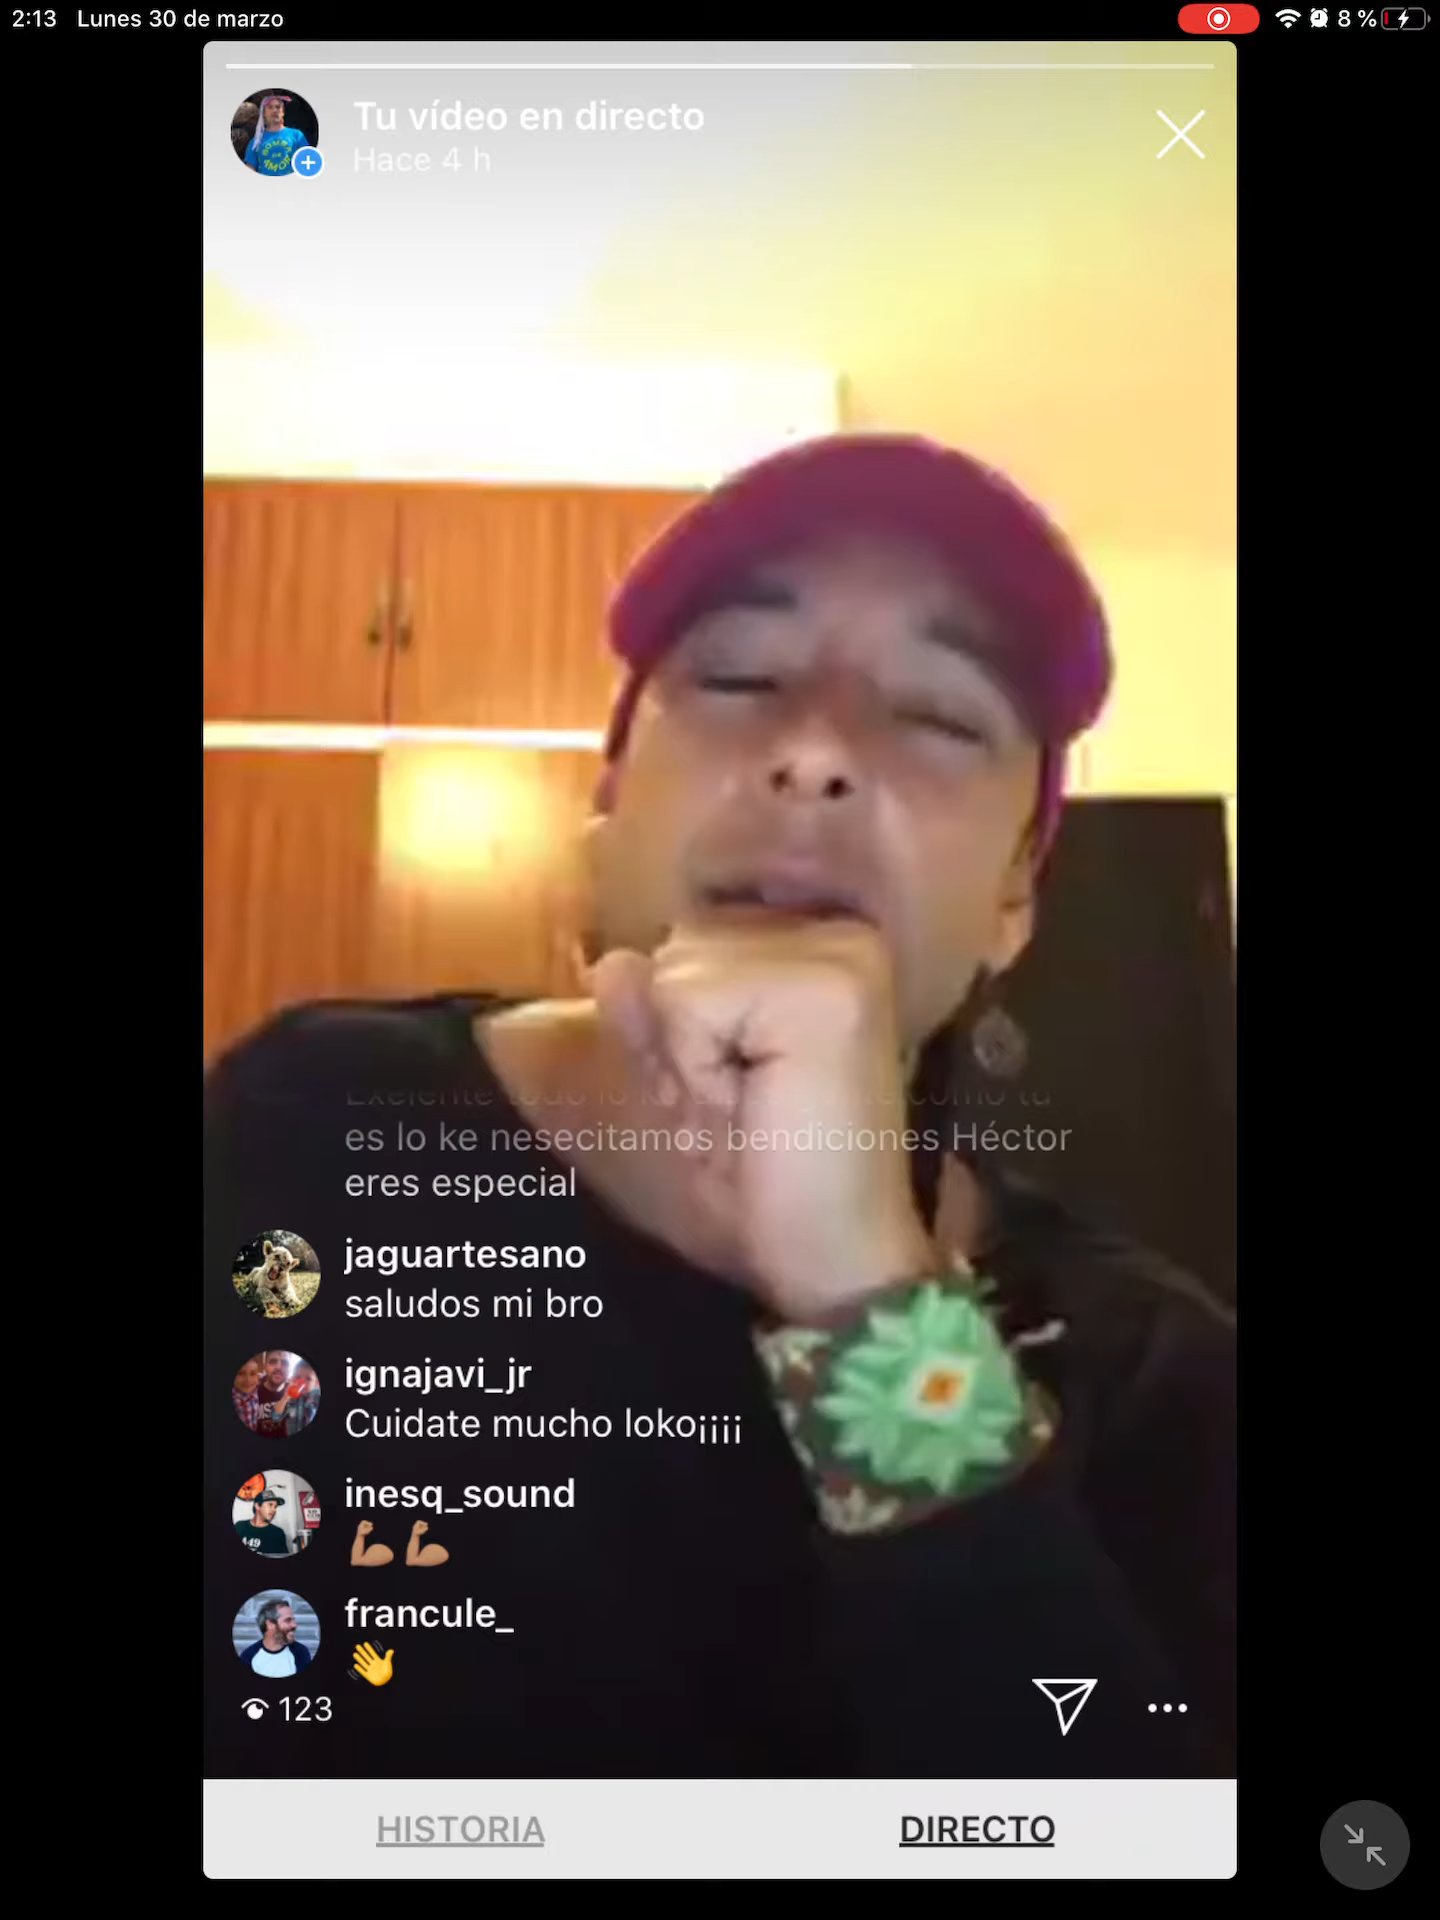 2:13 Lunes 30 de marzo
8 %
Tu vídeo en directo
Hace 4 h
es lo ke nesecitamos bendiciones Héctor
eres especial
jaguartesano
saludos mi bro
ignajavi_jr
Cuidate mucho loko¡¡¡¡
inesq_sound
💪🏽💪🏽
francule_
👋
123
HISTORIA
DIRECTO